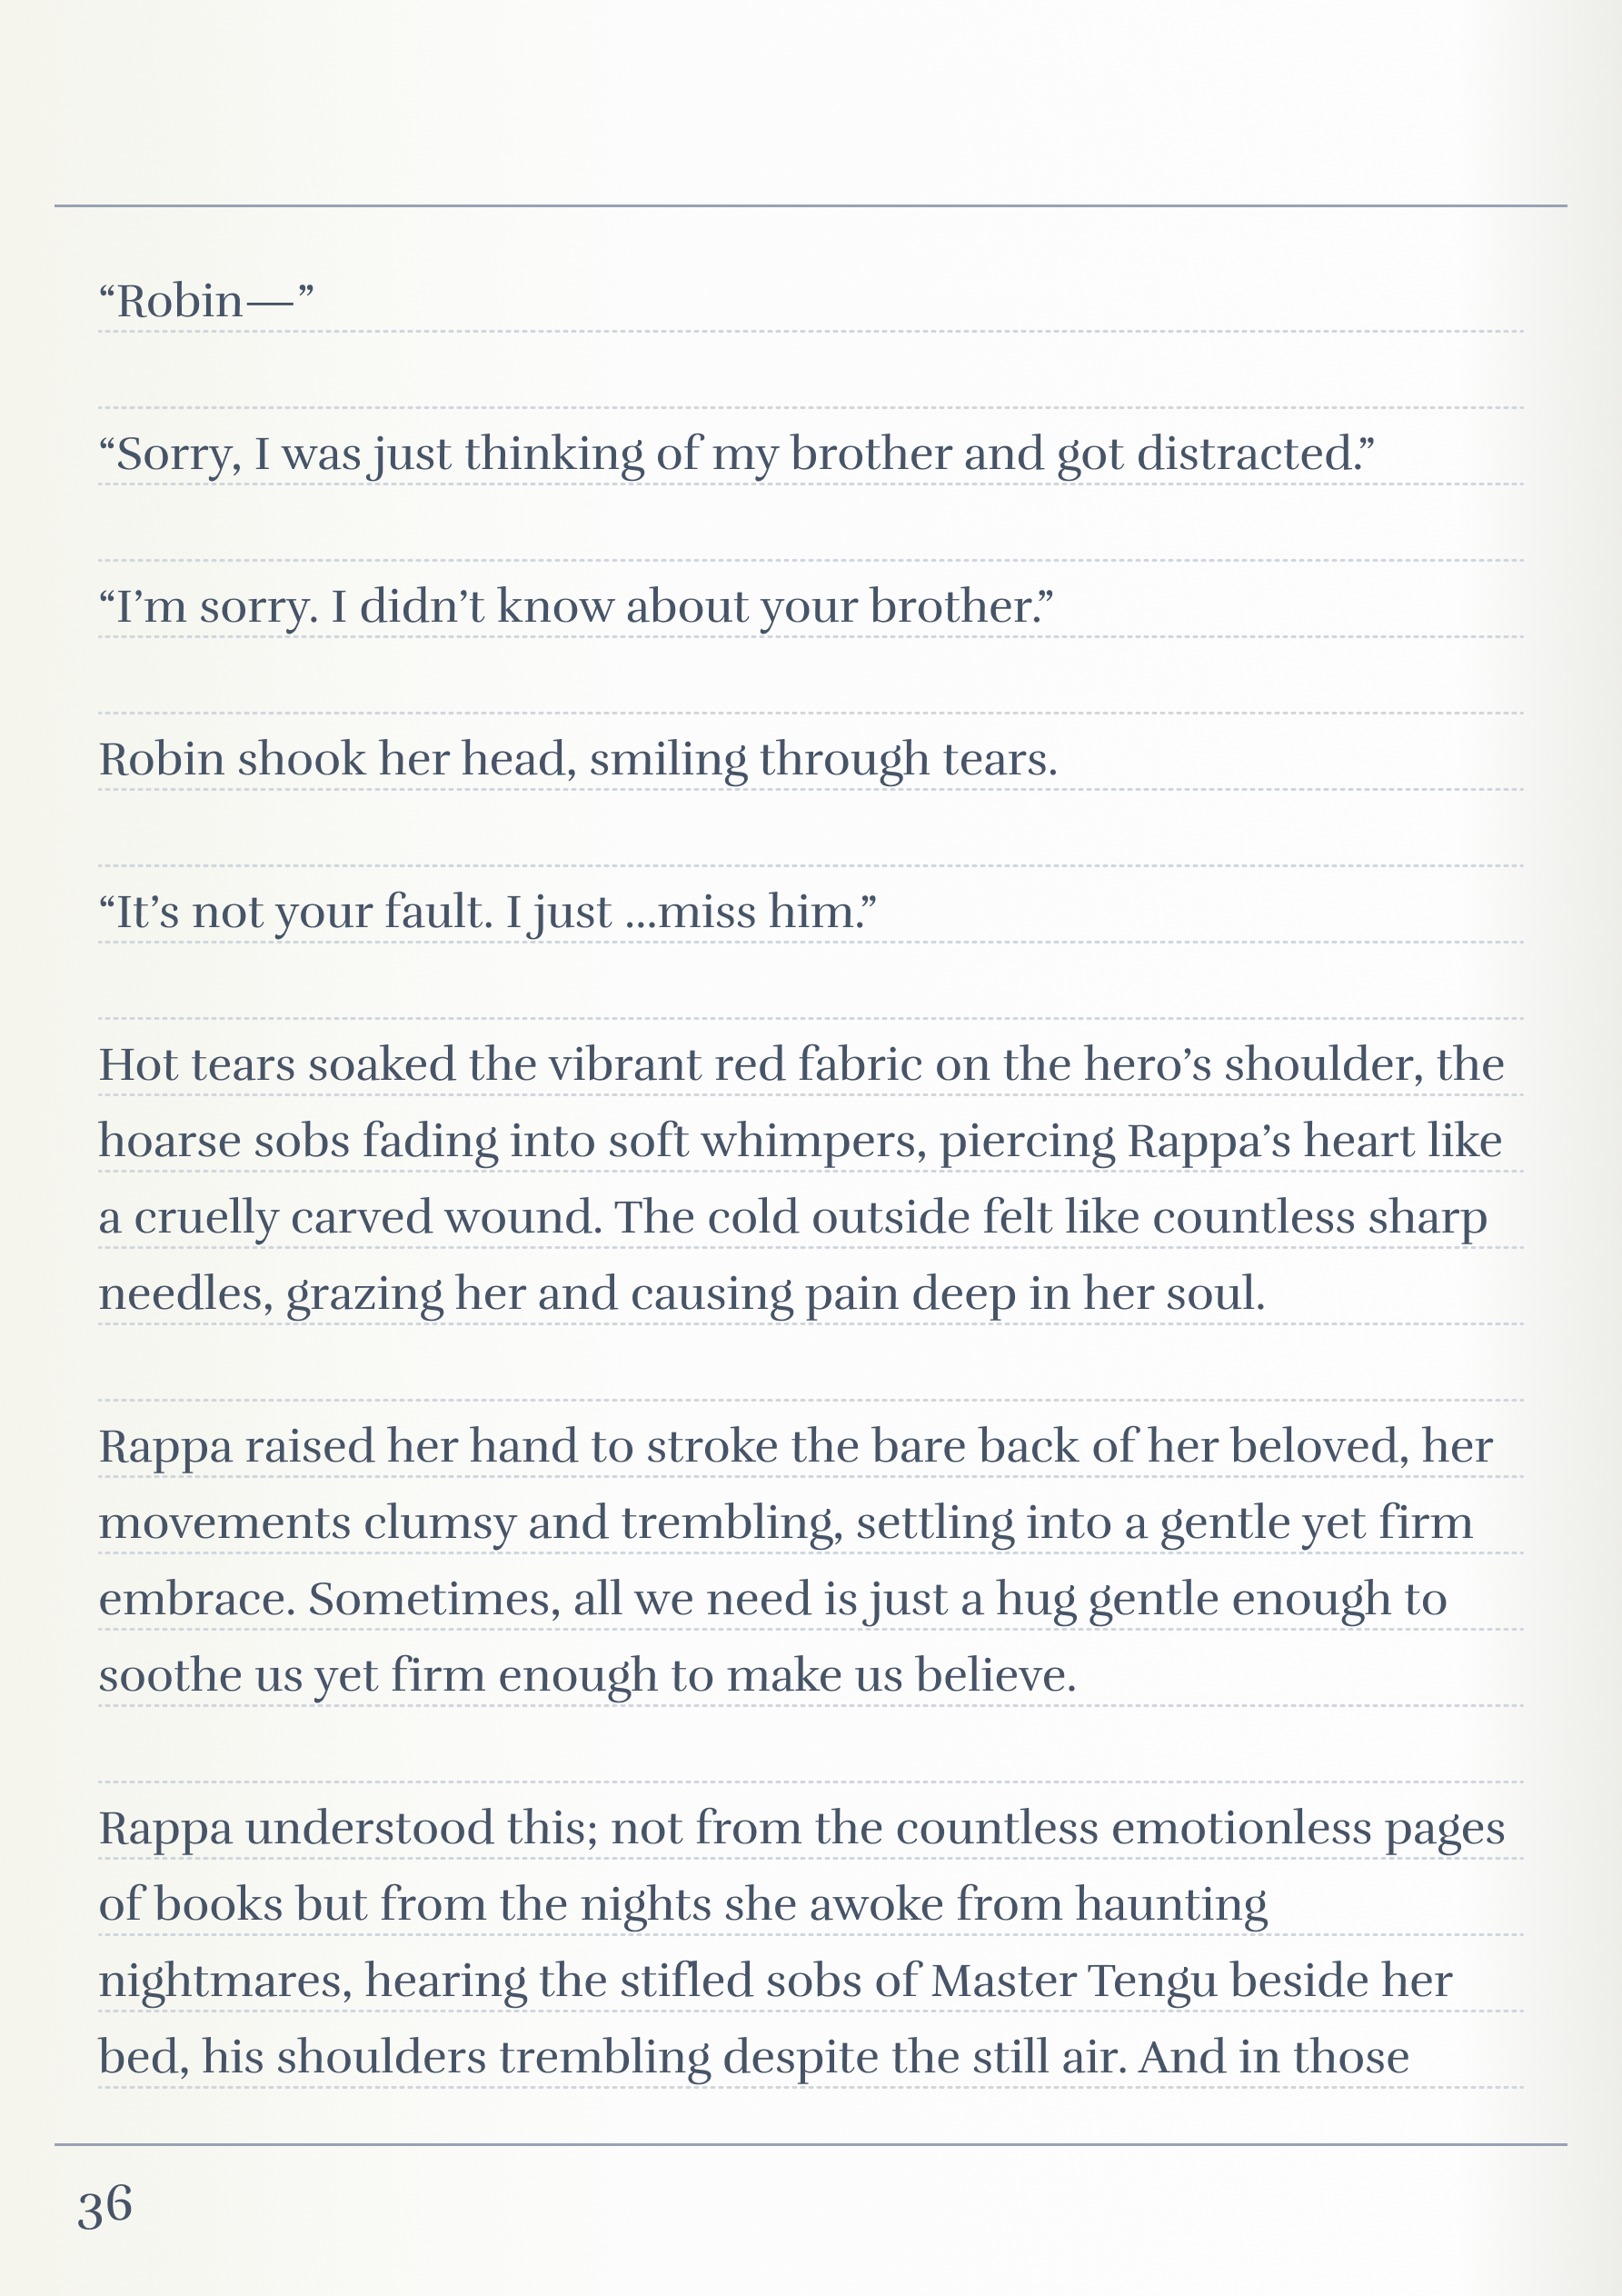 “Robin—”
“Sorry, I was just thinking of my brother and got distracted.”
“I’m sorry. I didn’t know about your brother.”
Robin shook her head, smiling through tears.
“It’s not your fault. I just ...miss him.”
Hot tears soaked the vibrant red fabric on the hero’s shoulder, the
hoarse sobs fading into soft whimpers, piercing Rappa’s heart like
a cruelly carved wound. The cold outside felt like countless sharp
needles, grazing her and causing pain deep in her soul.
Rappa raised her hand to stroke the bare back of her beloved, her
movements clumsy and trembling, settling into a gentle yet firm
embrace. Sometimes, all we need is just a hug gentle enough to
soothe us yet firm enough to make us believe.
Rappa understood this; not from the countless emotionless pages
of books but from the nights she awoke from haunting
nightmares, hearing the stifled sobs of Master Tengu beside her
bed, his shoulders trembling despite the still air. And in those
36